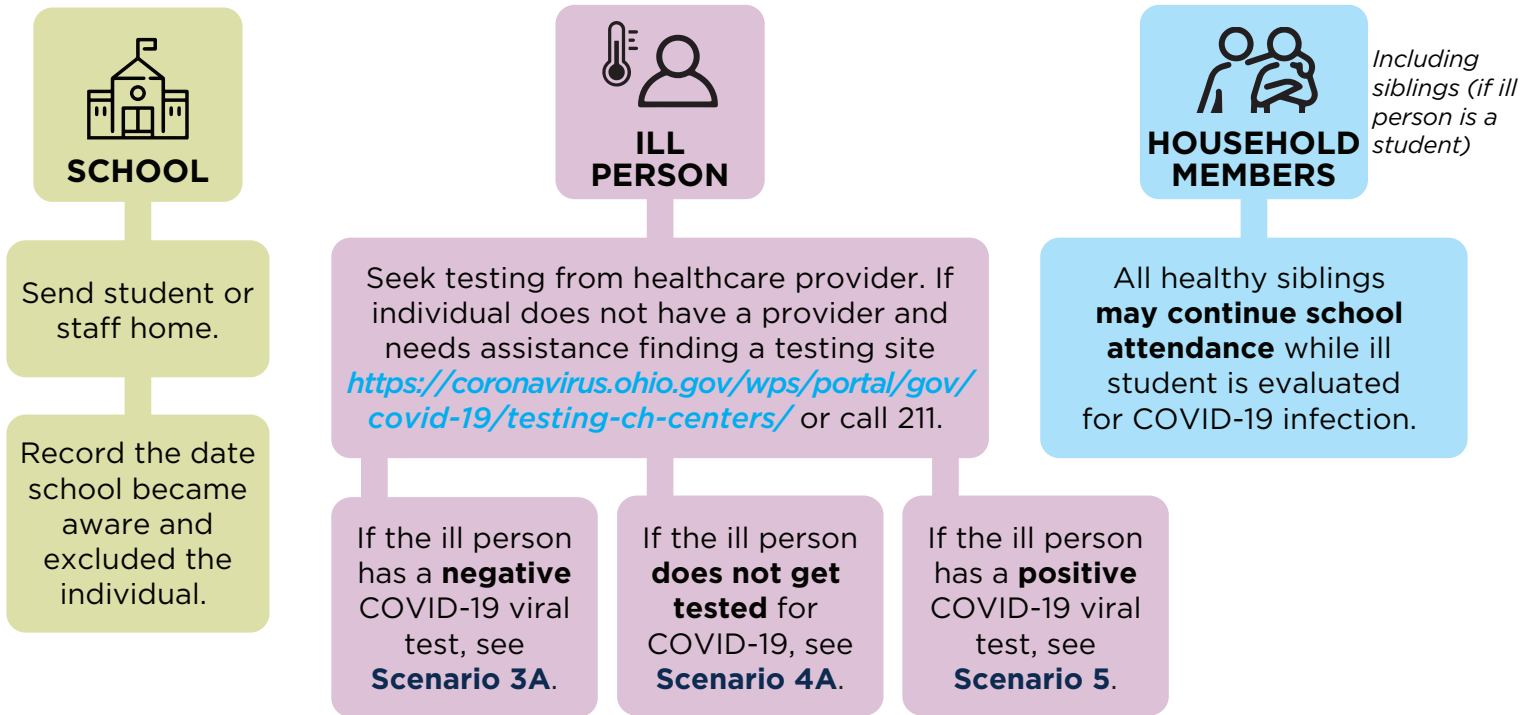 SCHOOL
Send student or
staff home.
Record the date
school became
aware and
excluded the
individual.
ILL
PERSON
Seek testing from healthcare provider. If
individual does not have a provider and
needs assistance finding a testing site
https://coronavirus.ohio.gov/wps/portal/gov/
covid-19/testing-ch-centers/ or call 211.
If the ill person
has a negative
COVID-19 viral
test, see
Scenario 3A.
If the ill person
does not get
tested for
COVID-19, see
Scenario 4A.
If the ill person
has a positive
COVID-19 viral
test, see
Scenario 5.
HOUSEHOLD
MEMBERS
Including
siblings (if ill
person is a
student)
All healthy siblings
may continue school
attendance while ill
student is evaluated
for COVID-19 infection.